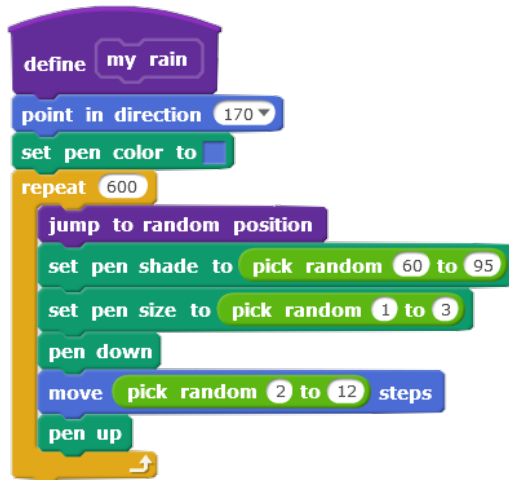 define my rain
point in direction 170
set pen color to
repeat 600
jump to random position
set pen shade to pick random 60 to 95
set pen size to pick random 1 to 3
pen down
move pick random 2 to 12 steps
pen up